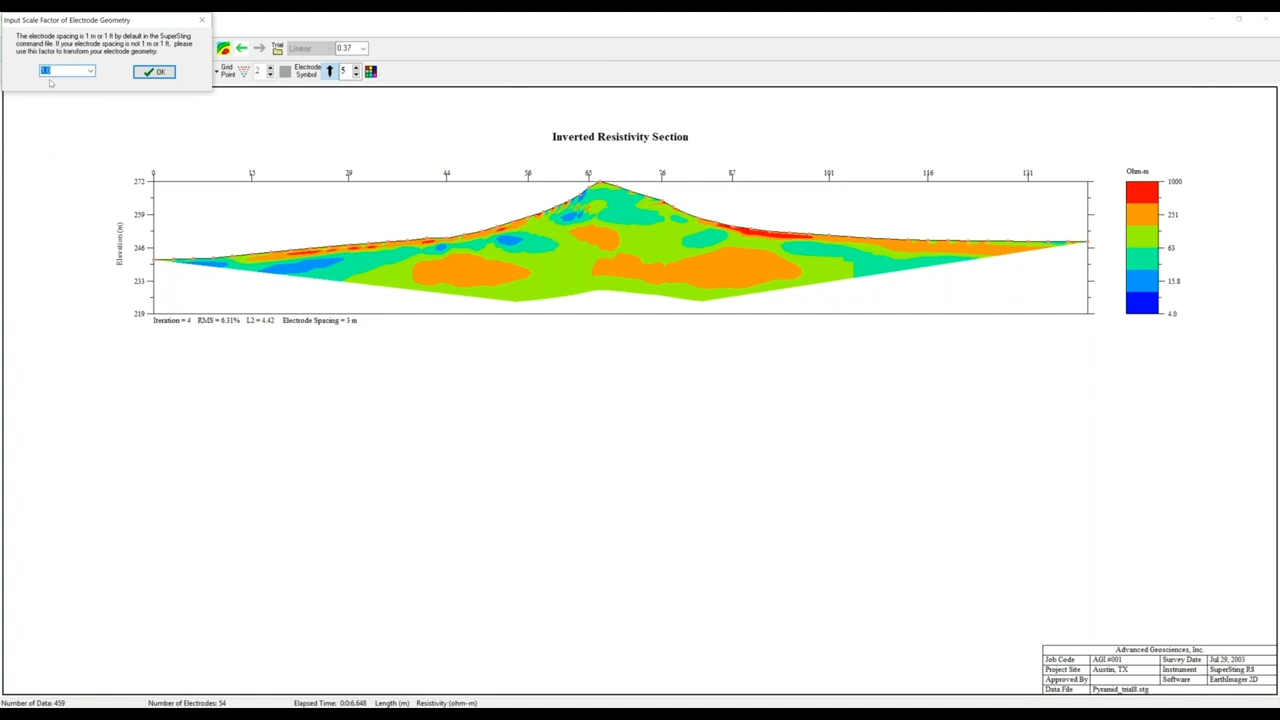 Input Scale Factor of Electrode Geometry
The electrode spacing is 1 m or 1 ft by default in the SuperSting
command file. If your electrode spacing is not 1 m or 1 ft, please
use this factor to transform your electrode geometry.
1.0
OK
Trial
Linear
0.37
Grid
Point
2
Electrode
Symbol
5
Inverted Resistivity Section
0 15 29 44 56 65 76 87 101 116 131
272
259
246
233
219
Elevation (m)
Ohm-m
1000
251
63
15.8
4.0
Iteration = 4 RMS = 6.31% L2 = 4.42 Electrode Spacing = 3 m
Advanced Geosciences, Inc.
Job Code AGI #001 Survey Date Jul 29, 2003
Project Site Austin, TX Instrument SuperSting R8
Approved By Software EarthImager 2D
Data File Pyramid_trial8.stg
Number of Data: 459 Number of Electrodes: 54 Elapsed Time: 0:0:6.648 Length (m) Resistivity (ohm-m)